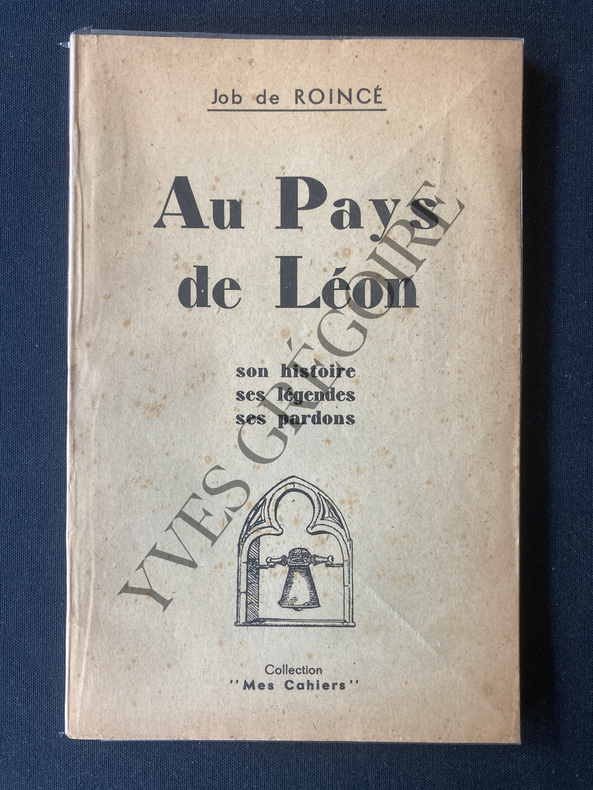 Job de ROINCÉ
Au Pays
de Léon
son histoire
ses légendes
ses pardons
Collection
"Mes Cahiers"
YVES GRÉGOIRE